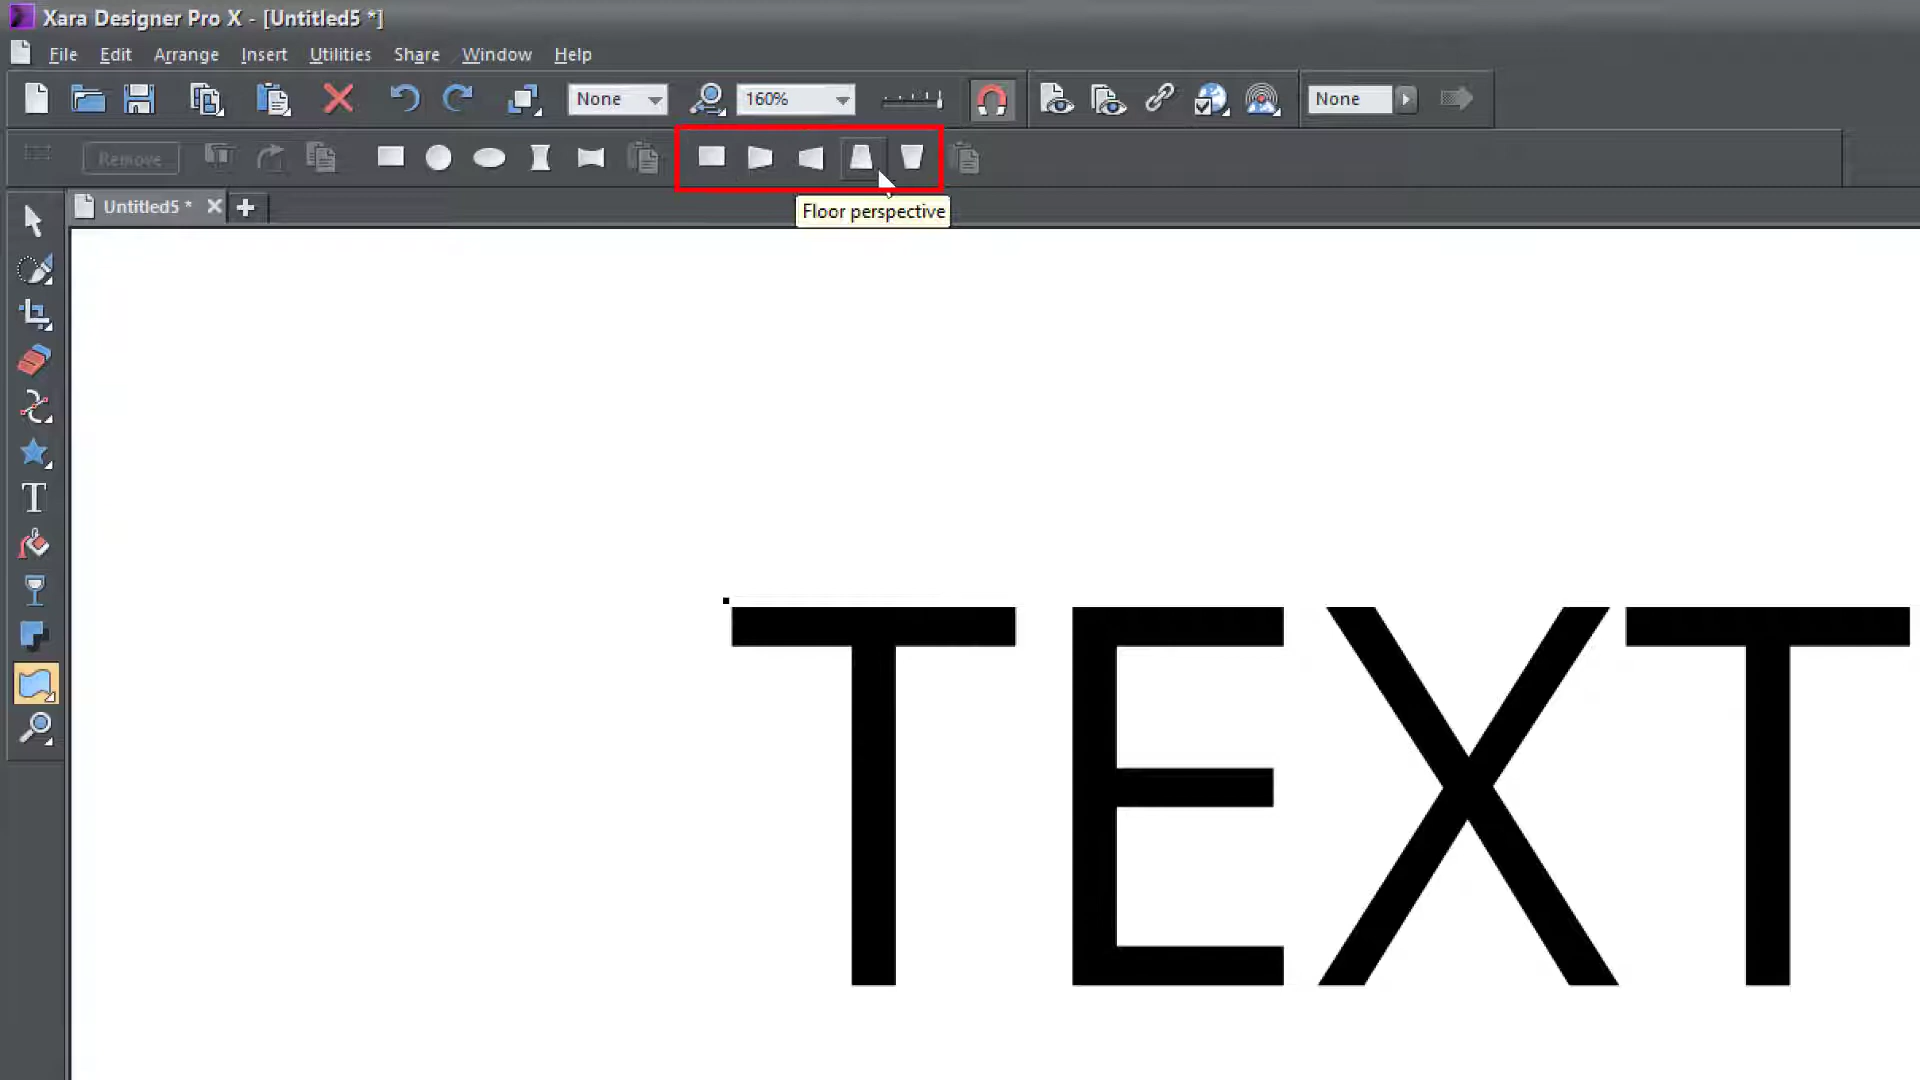 Xara Designer Pro X - [Untitled5 *]
File Edit Arrange Insert Utilities Share Window Help
None 160% None
Remove
Untitled5 *
Floor perspective
T
TEXT